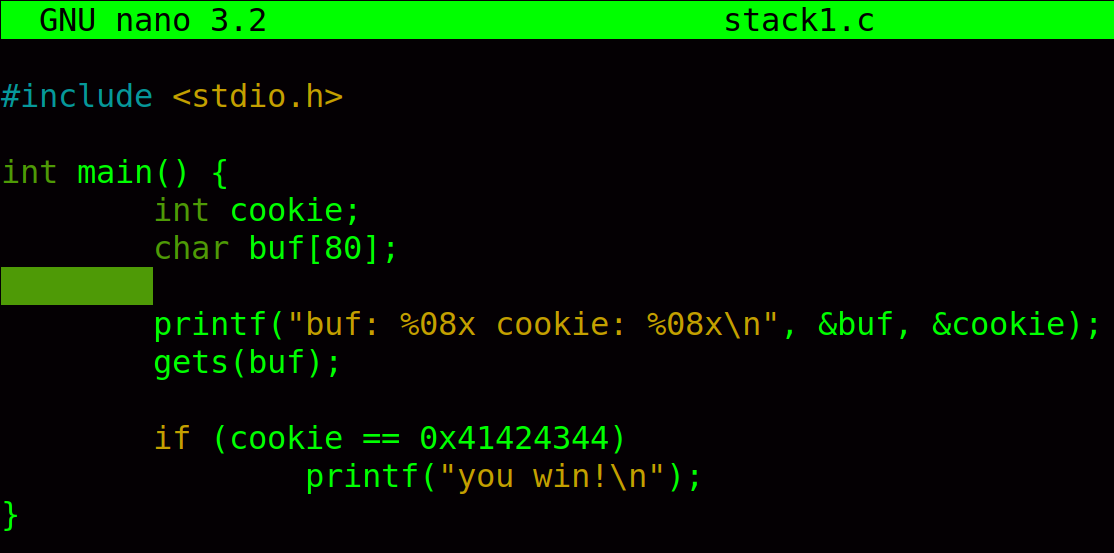 GNU nano 3.2 stack1.c
#include <stdio.h>
int main() {
int cookie;
char buf[80];
printf("buf: %08x cookie: %08x\n", &buf, &cookie);
gets(buf);
if (cookie == 0x41424344)
printf("you win!\n");
}